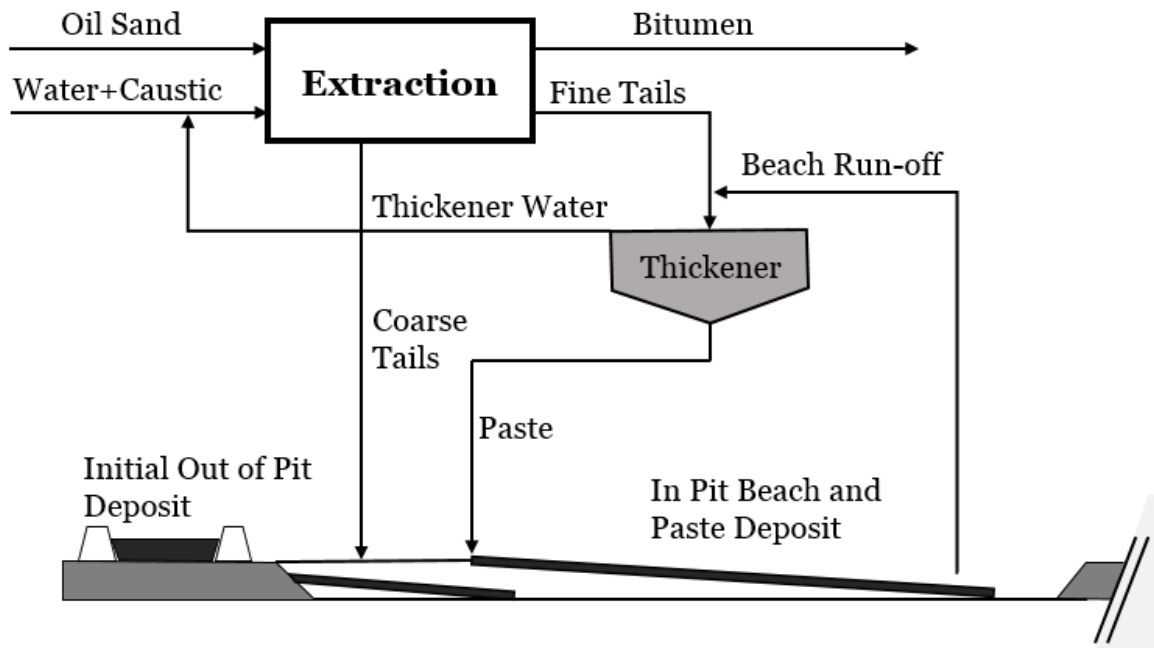 Oil Sand
Bitumen
Extraction
Water+Caustic
Fine Tails
Beach Run-off
Thickener Water
Thickener
Coarse
Tails
Paste
Initial Out of Pit
Deposit
In Pit Beach and
Paste Deposit